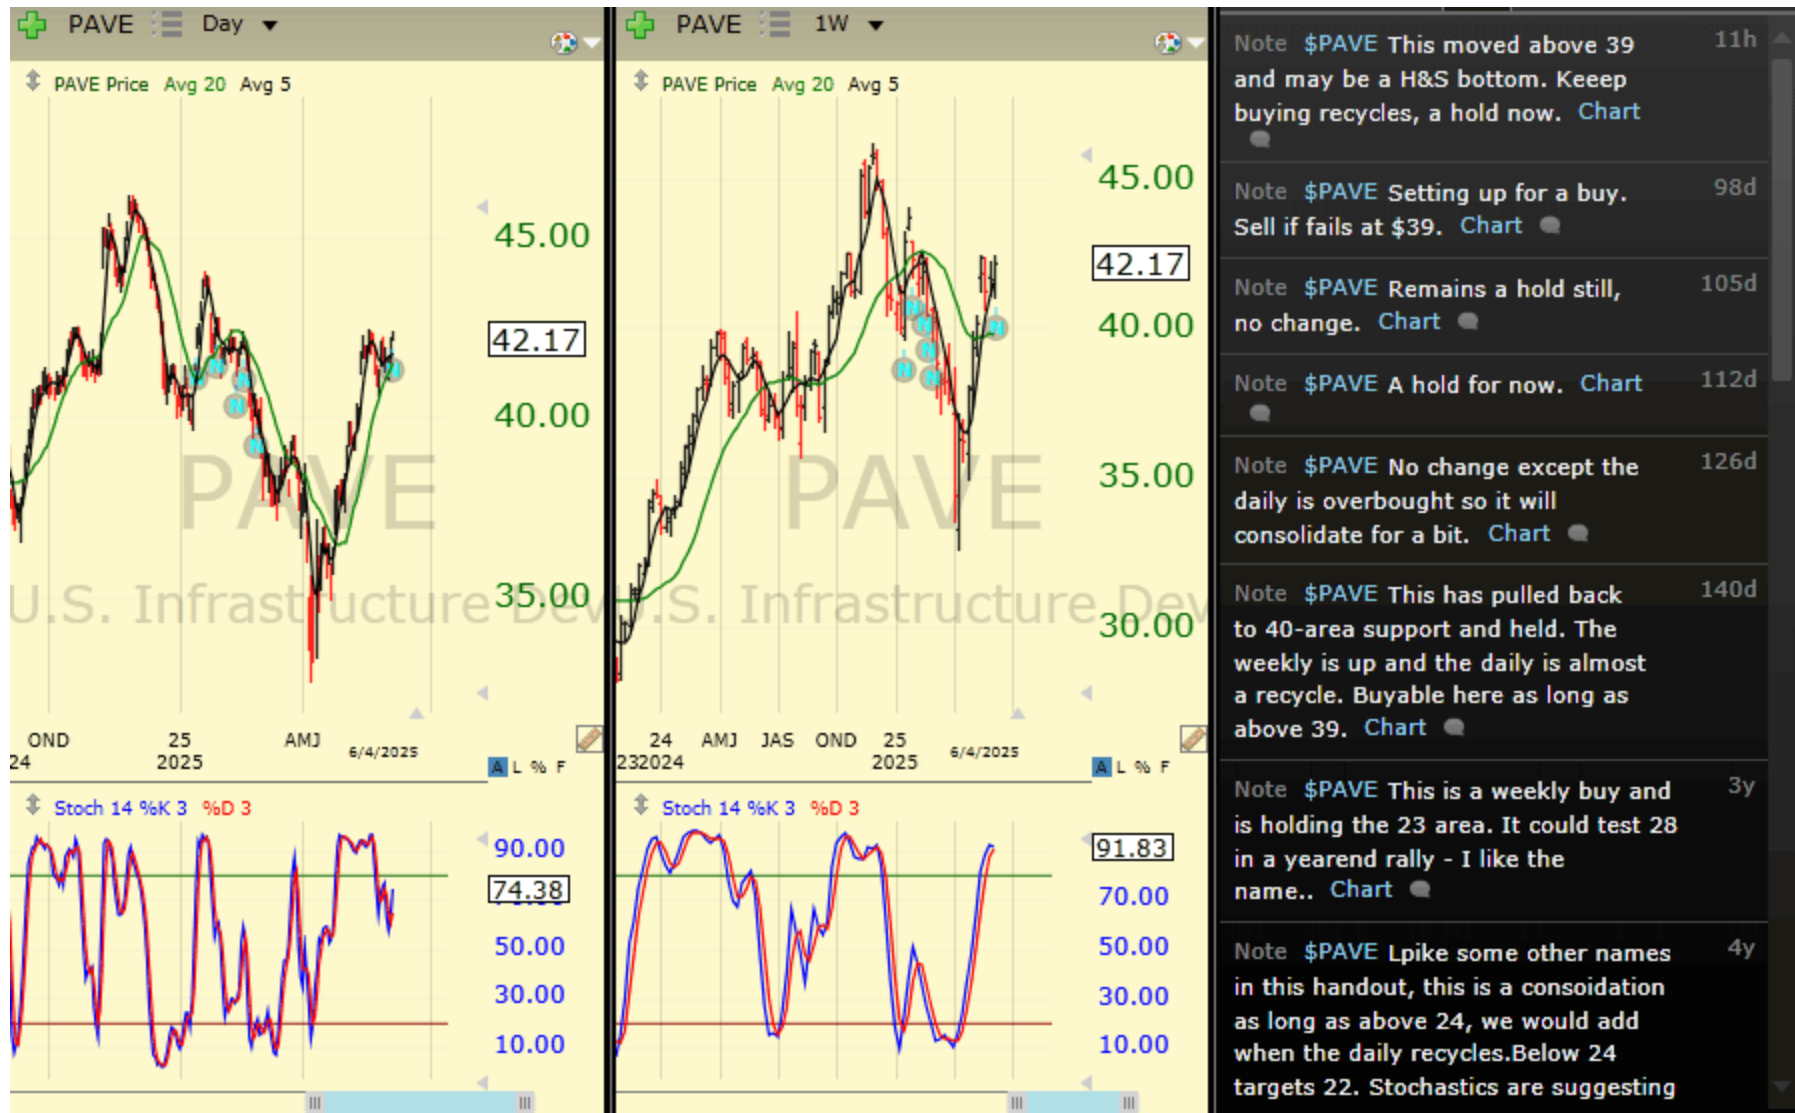 PAVE Day
PAVE Price Avg 20 Avg 5
45.00
42.17
40.00
35.00
PAVE
U.S. Infrastructure Dev
OND 25 AMJ 6/4/2025
24 2025
A L % F
Stoch 14 %K 3 %D 3
90.00
74.38
50.00
30.00
10.00
PAVE 1W
PAVE Price Avg 20 Avg 5
45.00
42.17
40.00
35.00
30.00
PAVE
U.S. Infrastructure Dev
24 AMJ JAS OND 25 6/4/2025
232024 2025
A L % F
Stoch 14 %K 3 %D 3
91.83
70.00
50.00
30.00
10.00
N N N N N N
N N N N N N
Note $PAVE This moved above 39 11h
and may be a H&S bottom. Keeep
buying recycles, a hold now. Chart
Note $PAVE Setting up for a buy. 98d
Sell if fails at $39. Chart
Note $PAVE Remains a hold still, 105d
no change. Chart
Note $PAVE A hold for now. Chart 112d
Note $PAVE No change except the 126d
daily is overbought so it will
consolidate for a bit. Chart
Note $PAVE This has pulled back 140d
to 40-area support and held. The
weekly is up and the daily is almost
a recycle. Buyable here as long as
above 39. Chart
Note $PAVE This is a weekly buy and 3y
is holding the 23 area. It could test 28
in a yearend rally - I like the
name.. Chart
Note $PAVE Lpike some other names 4y
in this handout, this is a consoidation
as long as above 24, we would add
when the daily recycles.Below 24
targets 22. Stochastics are suggesting